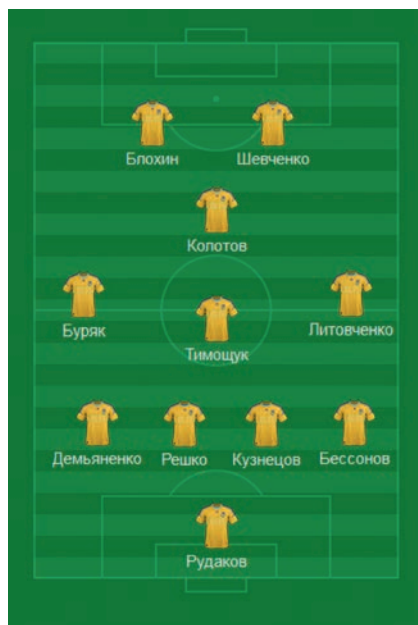 Блохин Шевченко
Колотов
Буряк Литовченко
Тимощук
Демьяненко Решко Кузнецов Бессонов
Рудаков